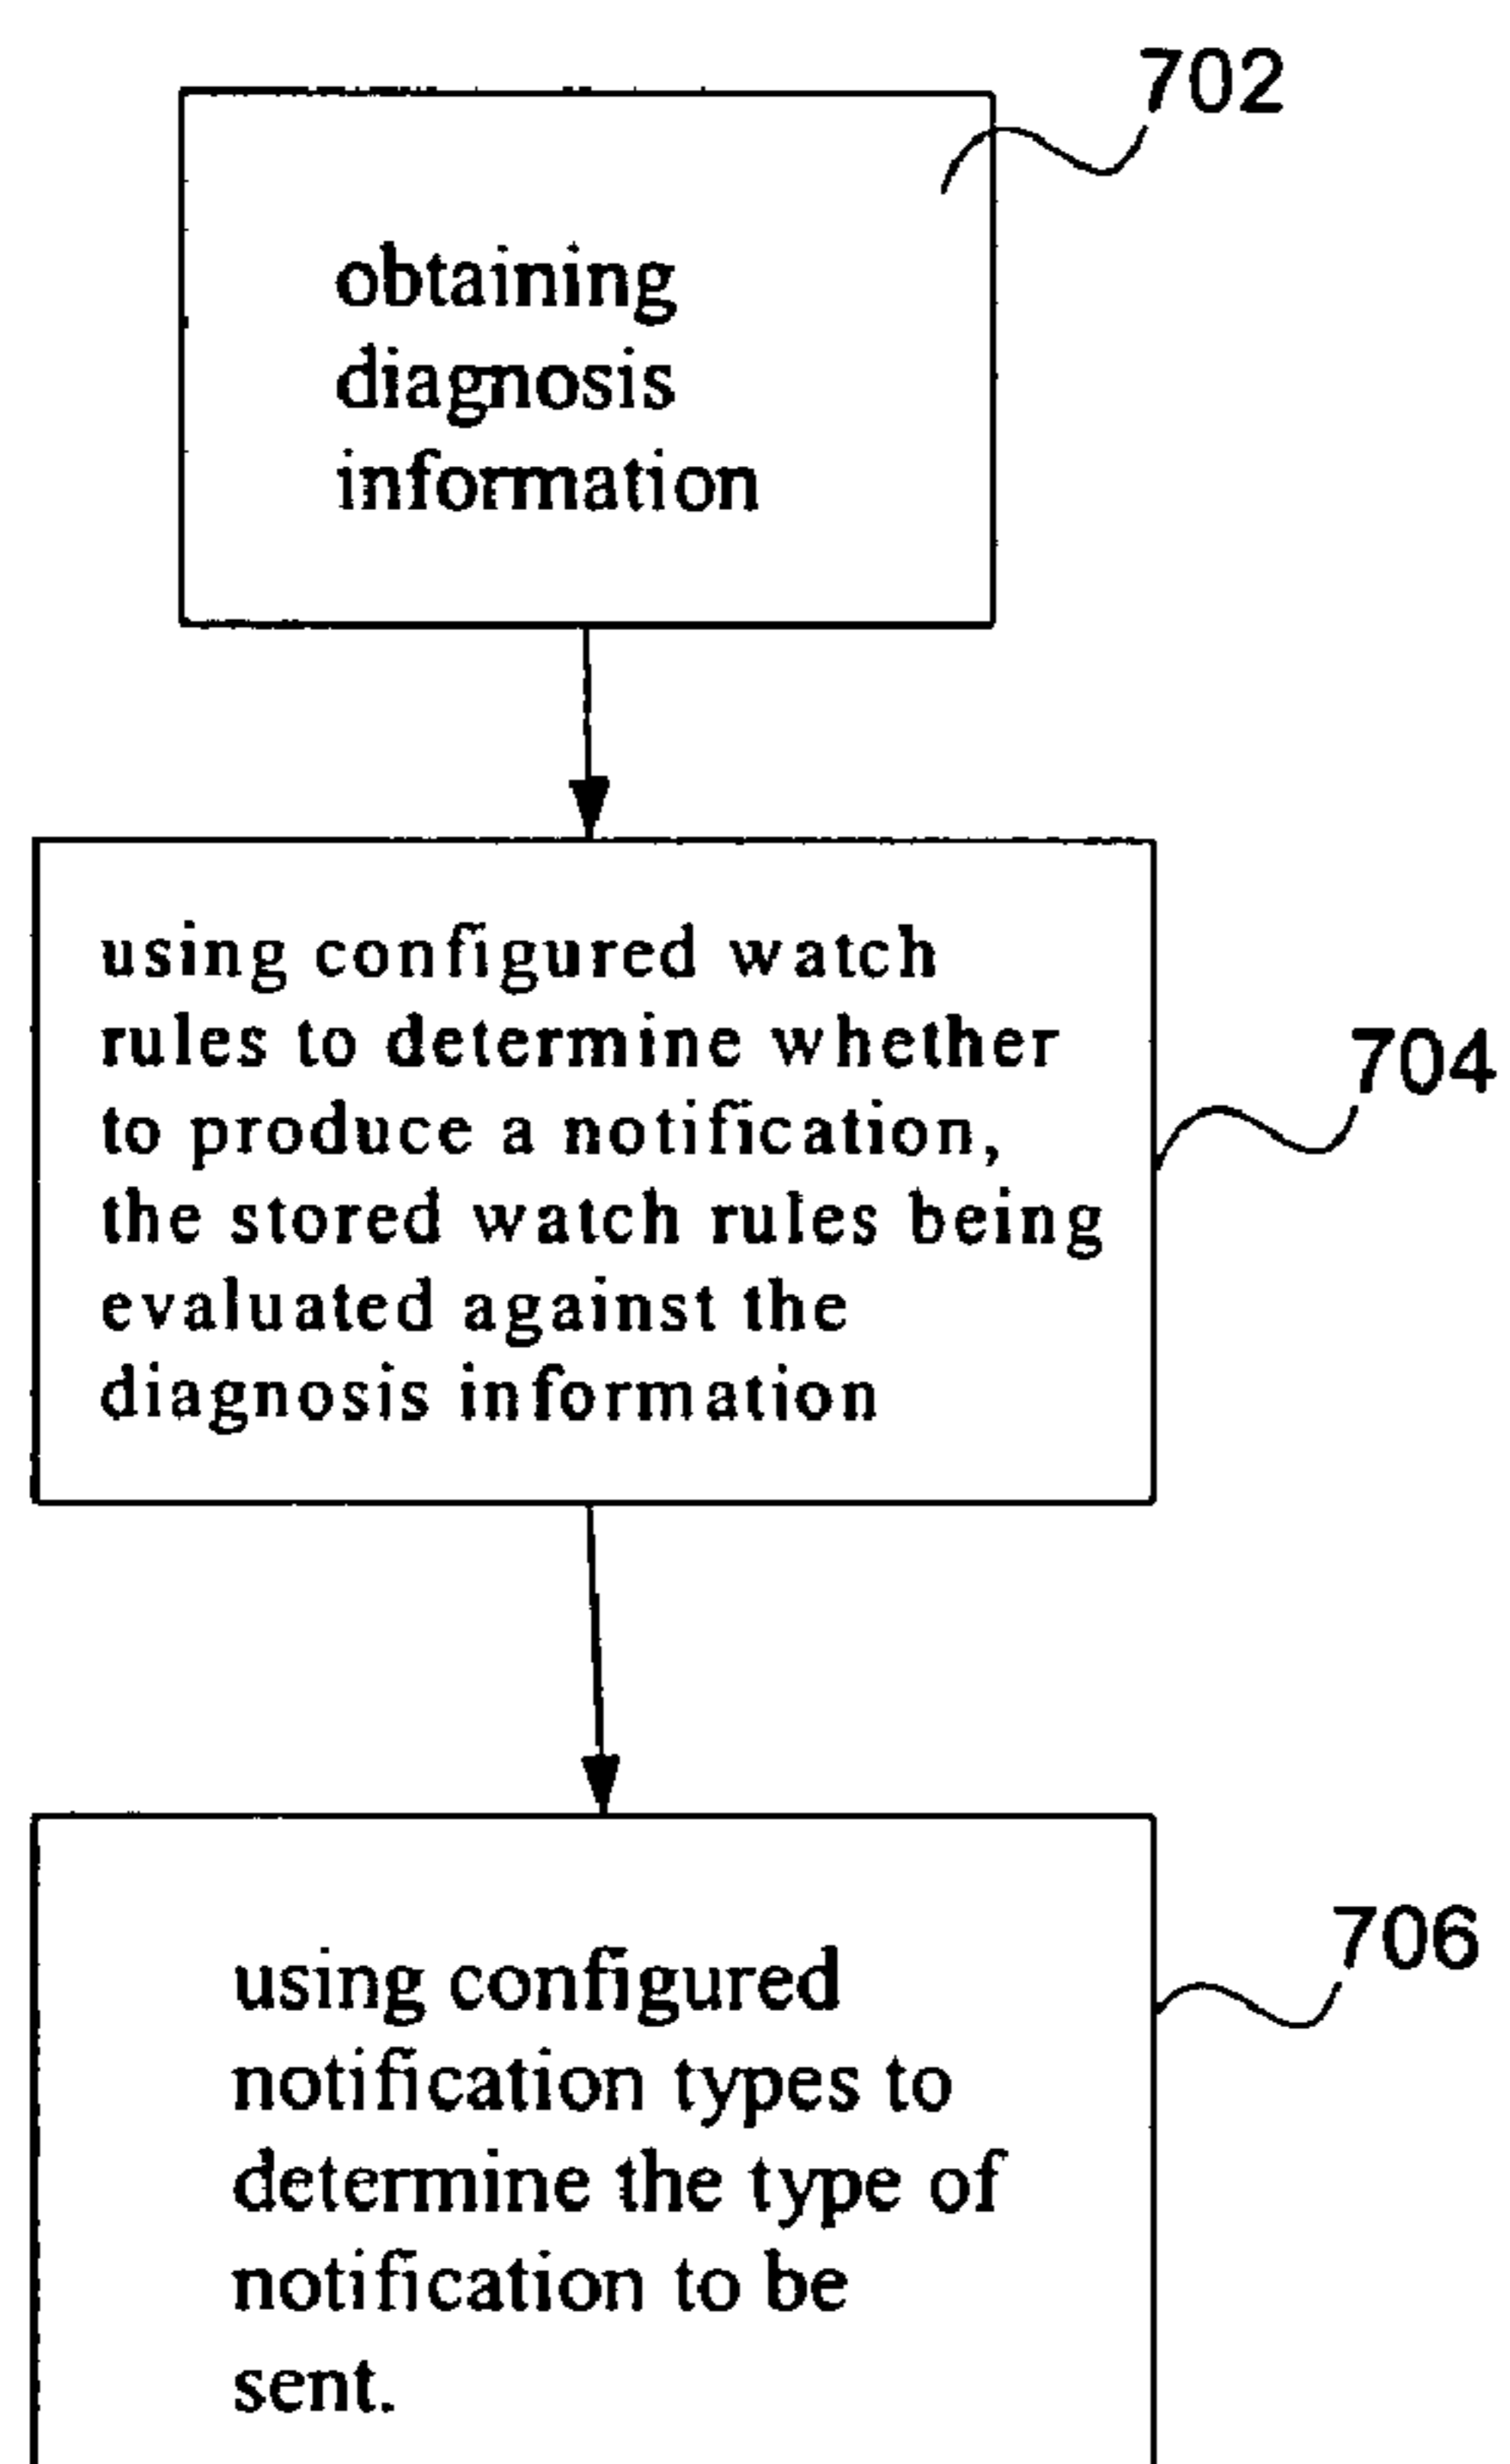 702
obtaining
diagnosis
information
using configured watch
rules to determine whether
to produce a notification,
the stored watch rules being
evaluated against the
diagnosis information
704
using configured
notification types to
determine the type of
notification to be
sent.
706